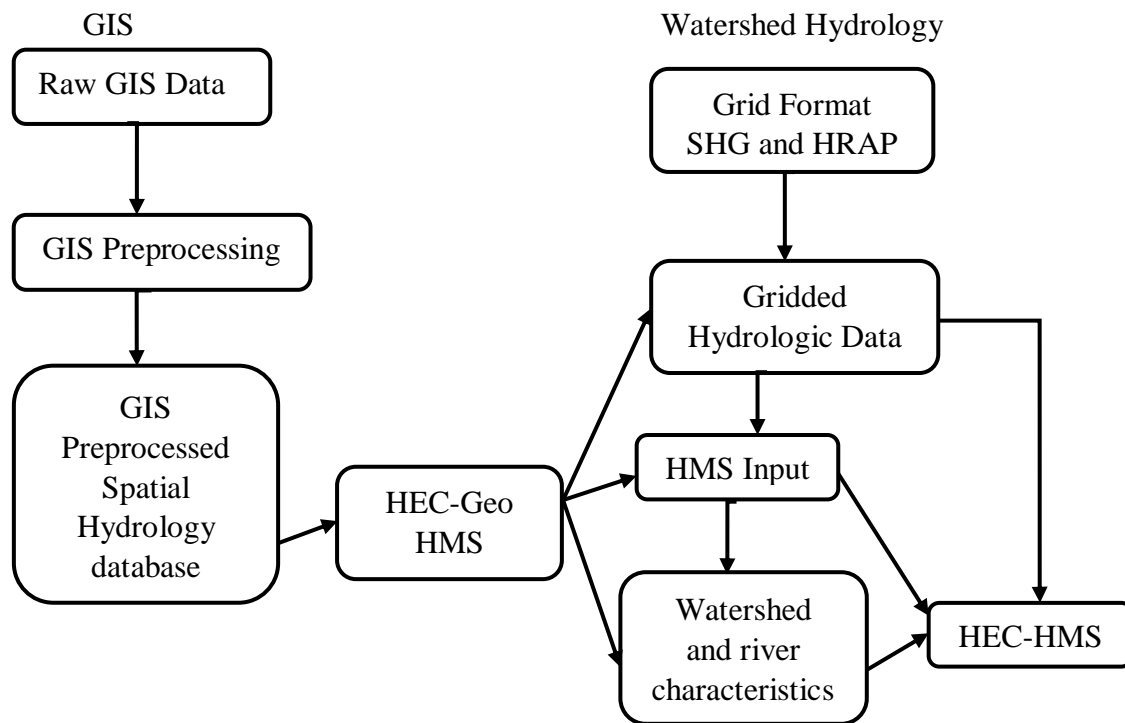 GIS
Raw GIS Data
GIS Preprocessing
GIS
Preprocessed
Spatial
Hydrology
database
HEC-Geo
HMS
Watershed Hydrology
Grid Format
SHG and HRAP
Gridded
Hydrologic Data
HMS Input
Watershed
and river
characteristics
HEC-HMS